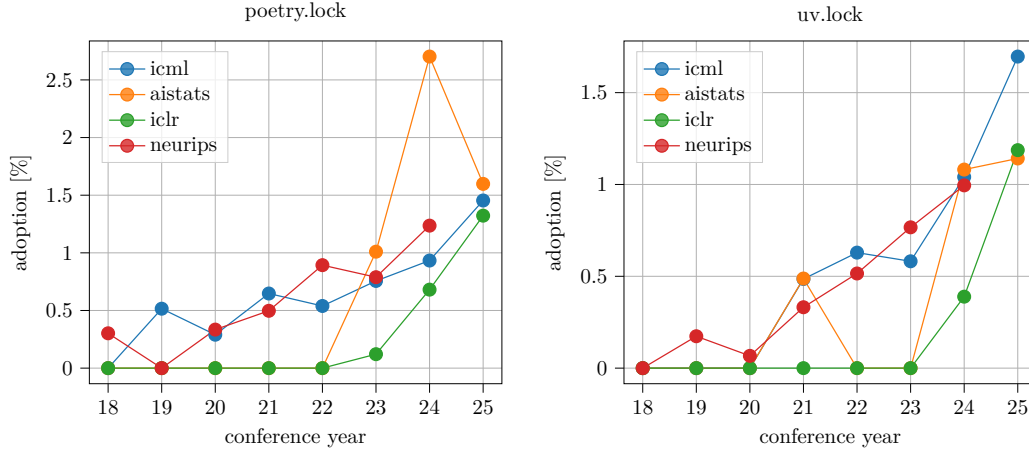 poetry.lock
adoption [%]
2.5
2
1.5
1
0.5
0
icml
aistats
iclr
neurips
18 19 20 21 22 23 24 25
conference year
uv.lock
adoption [%]
1.5
1
0.5
0
icml
aistats
iclr
neurips
18 19 20 21 22 23 24 25
conference year